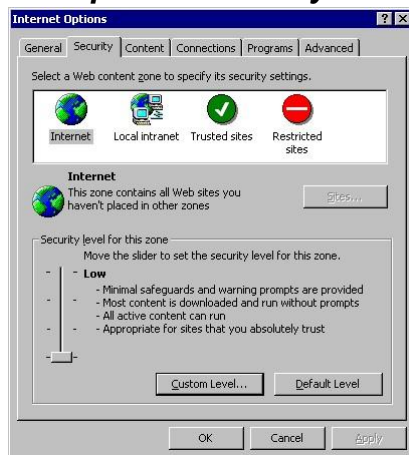 Internet Options
General Security Content Connections Programs Advanced
Select a Web content zone to specify its security settings.
Internet Local intranet Trusted sites Restricted sites
Internet
This zone contains all Web sites you
haven't placed in other zones
Sites...
Security level for this zone
Move the slider to set the security level for this zone.
Low
- Minimal safeguards and warning prompts are provided
- Most content is downloaded and run without prompts
- All active content can run
- Appropriate for sites that you absolutely trust
Custom Level... Default Level
OK Cancel Apply